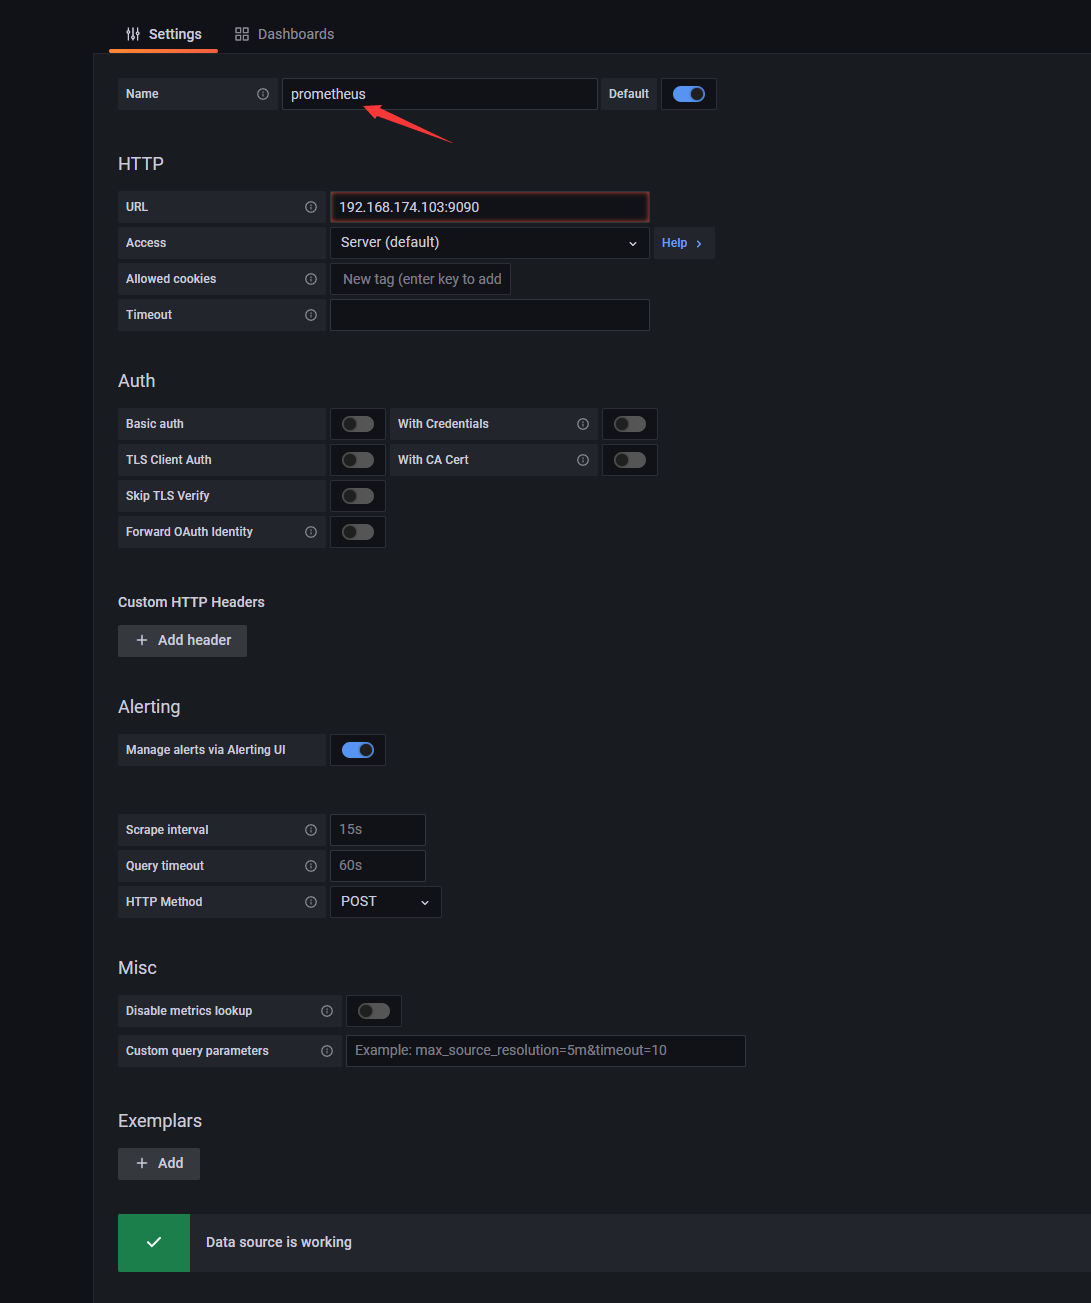 Settings Dashboards
Name prometheus Default
HTTP
URL 192.168.174.103:9090
Access Server (default) Help
Allowed cookies New tag (enter key to add
Timeout
Auth
Basic auth With Credentials
TLS Client Auth With CA Cert
Skip TLS Verify
Forward OAuth Identity
Custom HTTP Headers
Add header
Alerting
Manage alerts via Alerting UI
Scrape interval 15s
Query timeout 60s
HTTP Method POST
Misc
Disable metrics lookup
Custom query parameters Example: max_source_resolution=5m&timeout=10
Exemplars
Add
Data source is working